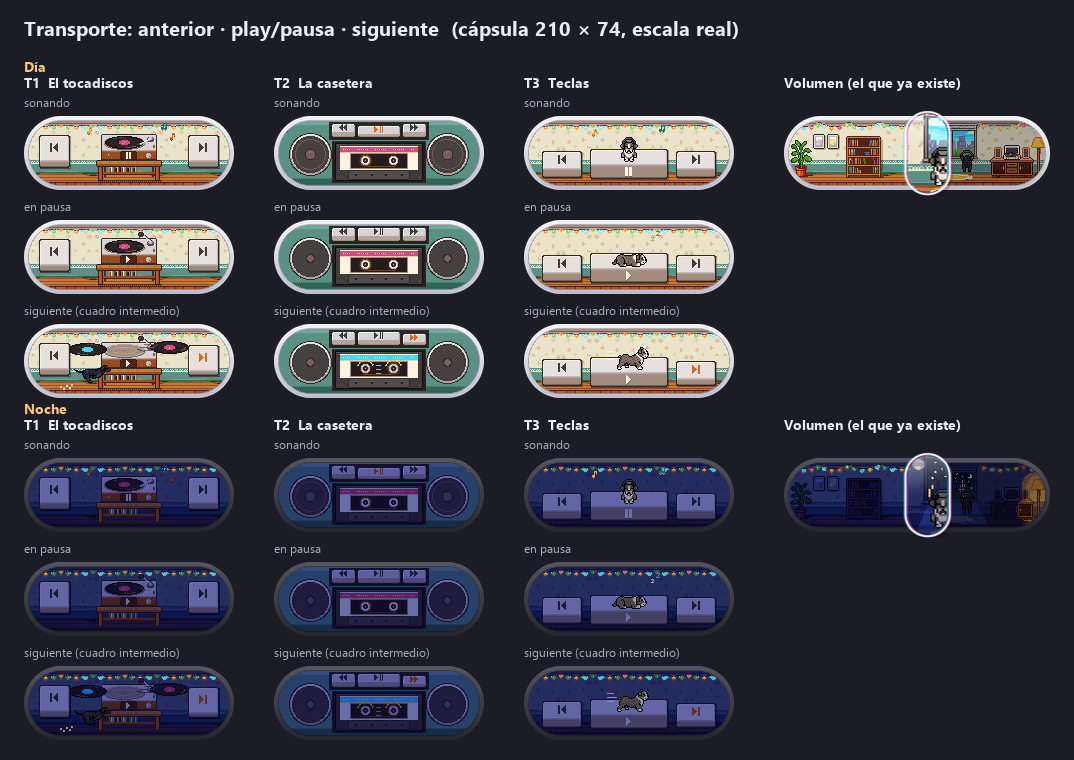 Transporte: anterior · play/pausa · siguiente (cápsula 210 × 74, escala real)
Día
T1 El tocadiscos
T2 La casetera
T3 Teclas
Volumen (el que ya existe)
sonando
sonando
sonando
en pausa
en pausa
en pausa
z z
siguiente (cuadro intermedio)
siguiente (cuadro intermedio)
siguiente (cuadro intermedio)
Noche
T1 El tocadiscos
T2 La casetera
T3 Teclas
Volumen (el que ya existe)
sonando
sonando
sonando
en pausa
en pausa
en pausa
z z
siguiente (cuadro intermedio)
siguiente (cuadro intermedio)
siguiente (cuadro intermedio)